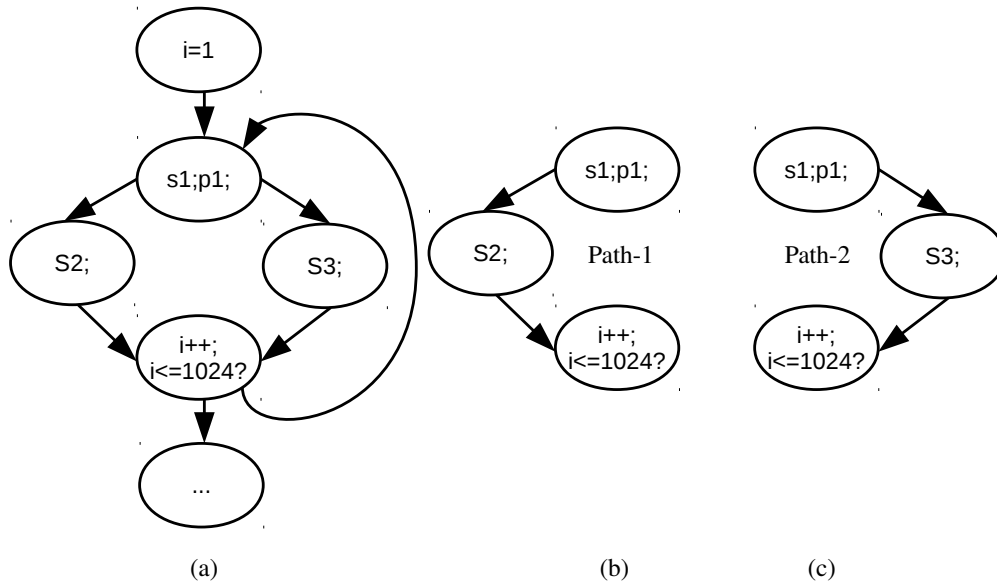 i=1
s1;p1;
S2;
S3;
i++;
i<=1024?
...
(a)
s1;p1;
S2;
Path-1
i++;
i<=1024?
(b)
s1;p1;
Path-2
S3;
i++;
i<=1024?
(c)